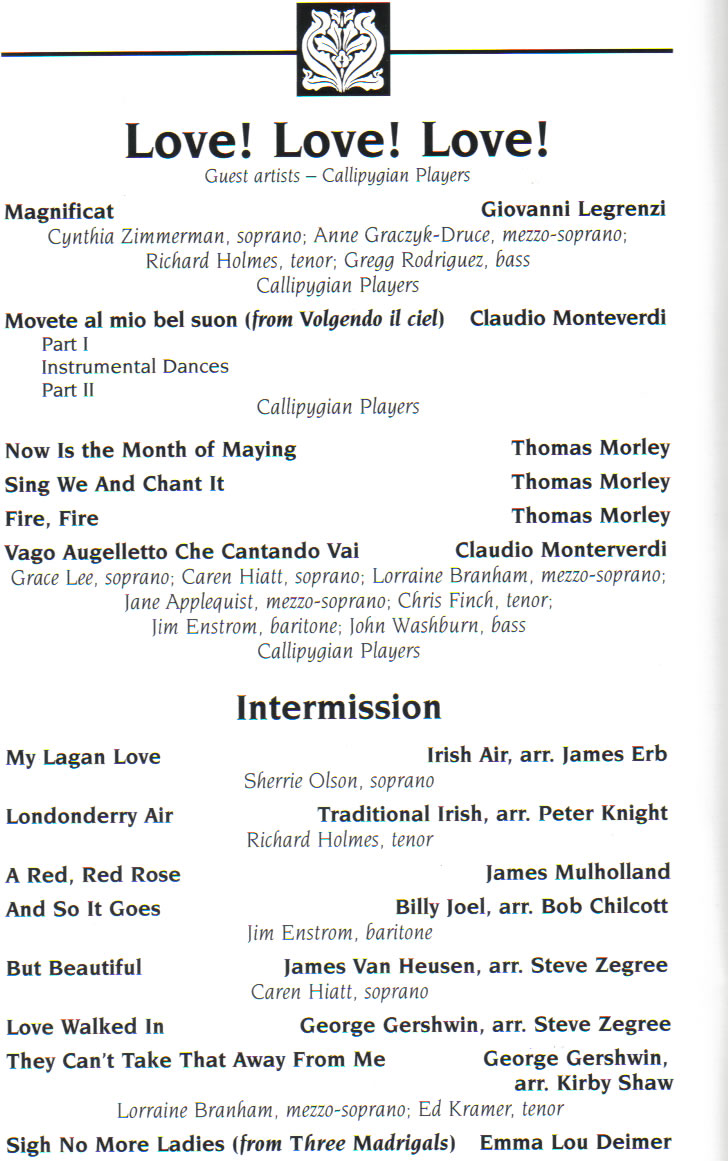 Love! Love! Love!
Guest artists – Callipygian Players
Magnificat Giovanni Legrenzi
Cynthia Zimmerman, soprano; Anne Graczyk-Druce, mezzo-soprano;
Richard Holmes, tenor; Gregg Rodriguez, bass
Callipygian Players
Movete al mio bel suon (from Volgendo il ciel) Claudio Monteverdi
Part I
Instrumental Dances
Part II
Callipygian Players
Now Is the Month of Maying Thomas Morley
Sing We And Chant It Thomas Morley
Fire, Fire Thomas Morley
Vago Augelletto Che Cantando Vai Claudio Monterverdi
Grace Lee, soprano; Caren Hiatt, soprano; Lorraine Branham, mezzo-soprano;
Jane Applequist, mezzo-soprano; Chris Finch, tenor;
Jim Enstrom, baritone; John Washburn, bass
Callipygian Players
Intermission
My Lagan Love Irish Air, arr. James Erb
Sherrie Olson, soprano
Londonderry Air Traditional Irish, arr. Peter Knight
Richard Holmes, tenor
A Red, Red Rose James Mulholland
And So It Goes Billy Joel, arr. Bob Chilcott
Jim Enstrom, baritone
But Beautiful James Van Heusen, arr. Steve Zegree
Caren Hiatt, soprano
Love Walked In George Gershwin, arr. Steve Zegree
They Can't Take That Away From Me George Gershwin,
arr. Kirby Shaw
Lorraine Branham, mezzo-soprano; Ed Kramer, tenor
Sigh No More Ladies (from Three Madrigals) Emma Lou Deimer